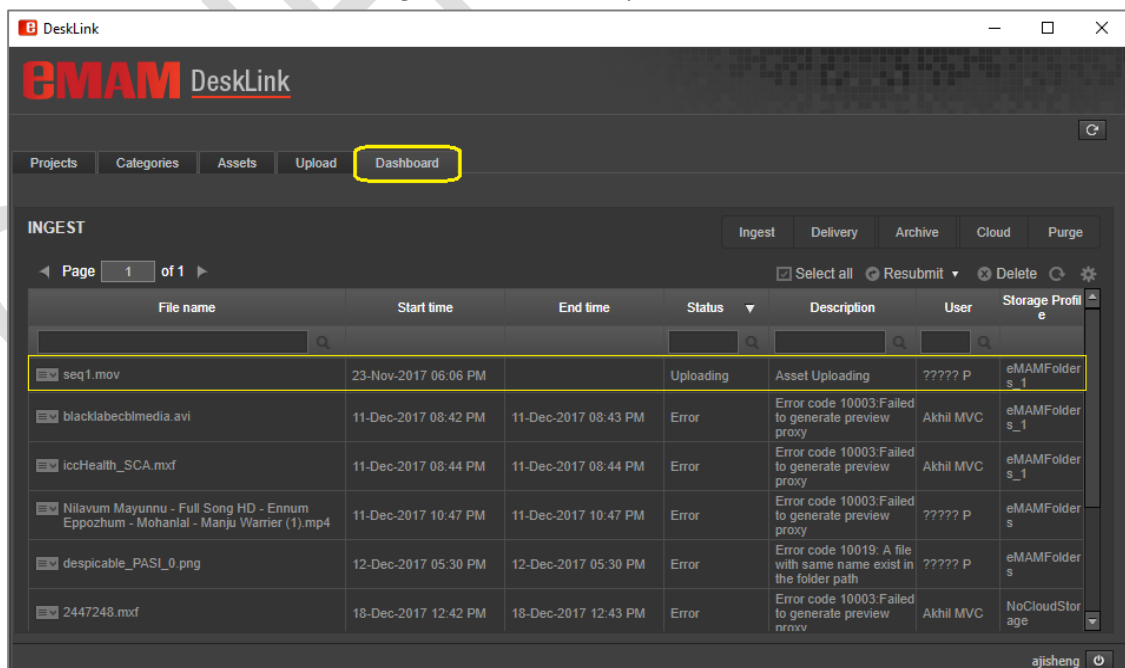 DeskLink
eMAM DeskLink
Projects Categories Assets Upload Dashboard
INGEST
Ingest Delivery Archive Cloud Purge
Page 1 of 1
Select all Resubmit Delete
File name Start time End time Status Description User Storage Profil
e
seq1.mov 23-Nov-2017 06:06 PM Uploading Asset Uploading ????? P eMAMFolder
s_1
blacklabecblmedia.avi 11-Dec-2017 08:42 PM 11-Dec-2017 08:43 PM Error Error code 10003:Failed
to generate preview
proxy Akhil MVC eMAMFolder
s_1
iccHealth_SCA.mxf 11-Dec-2017 08:44 PM 11-Dec-2017 08:44 PM Error Error code 10003:Failed
to generate preview
proxy Akhil MVC eMAMFolder
s_1
Nilavum Mayunnu - Full Song HD - Ennum
Eppozhum - Mohanlal - Manju Warrier (1).mp4 11-Dec-2017 10:47 PM 11-Dec-2017 10:47 PM Error Error code 10003:Failed
to generate preview
proxy ????? P eMAMFolder
s
despicable_PASI_0.png 12-Dec-2017 05:30 PM 12-Dec-2017 05:30 PM Error Error code 10019: A file
with same name exist in
the folder path ????? P eMAMFolder
s
2447248.mxf 18-Dec-2017 12:42 PM 18-Dec-2017 12:43 PM Error Error code 10003:Failed
to generate preview
proxy Akhil MVC NoCloudStor
age
ajisheng